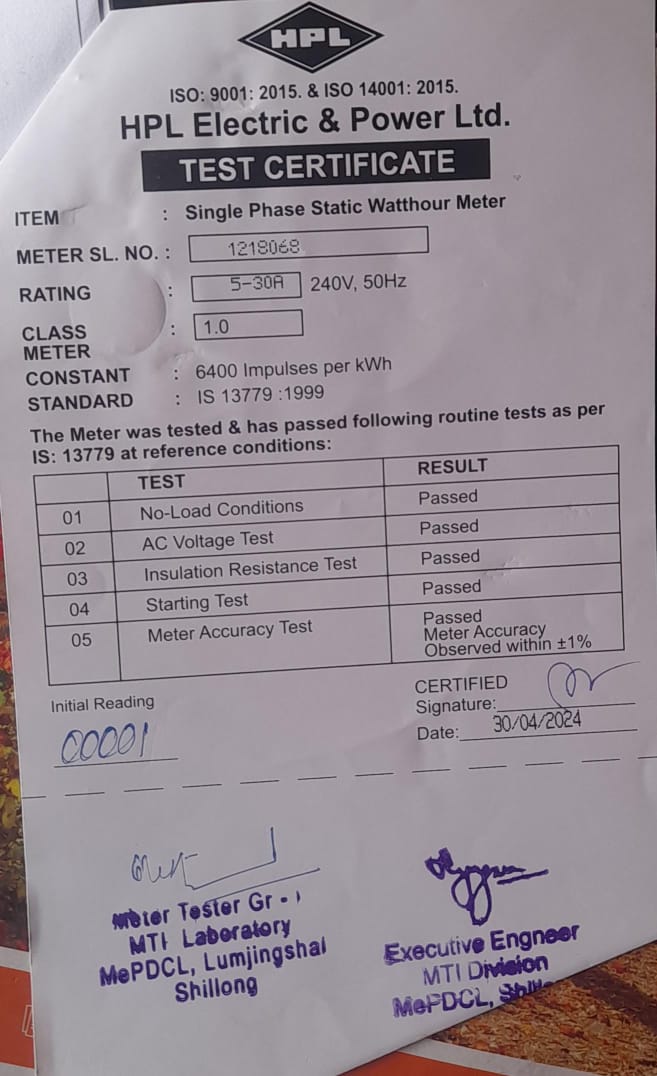 HPL
ISO: 9001: 2015. & ISO 14001: 2015.
HPL Electric & Power Ltd.
TEST CERTIFICATE
ITEM : Single Phase Static Watthour Meter
METER SL. NO. : 1218068
RATING : 5-30A 240V, 50Hz
CLASS : 1.0
METER
CONSTANT : 6400 Impulses per kWh
STANDARD : IS 13779 :1999
The Meter was tested & has passed following routine tests as per
IS: 13779 at reference conditions:
TEST RESULT
01 No-Load Conditions Passed
02 AC Voltage Test Passed
03 Insulation Resistance Test Passed
04 Starting Test Passed
05 Meter Accuracy Test Passed
Meter Accuracy
Observed within ±1%
Initial Reading
00001
CERTIFIED
Signature:
Date: 30/04/2024
Meter Tester Gr - I
MTI Laboratory
MePDCL, Lumjingshai
Shillong
Executive Engneer
MTI Division
MePDCL,